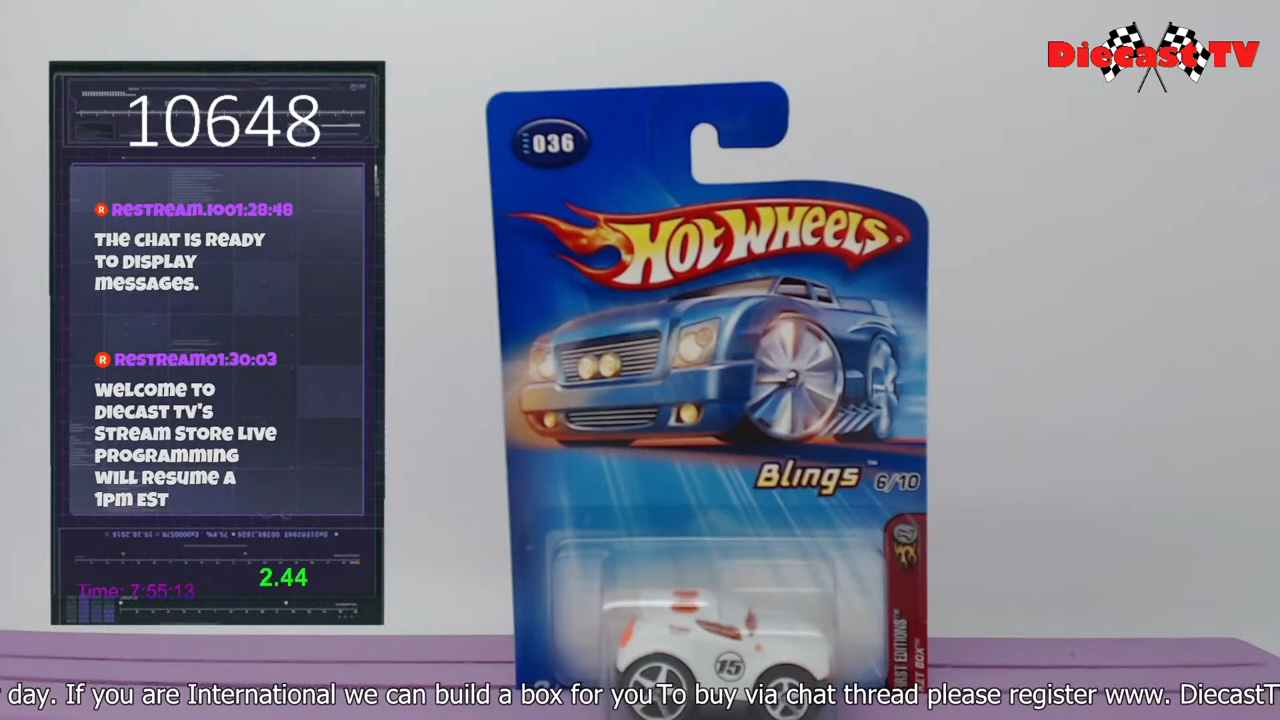 Diecast TV
10648
Restream.io01:28:48
The chat is ready
to display
messages.
Restream01:30:03
Welcome to
Diecast TV's
Stream Store Live
Programming
will resume a
1pm EST
2.44
Time: 7:55:13
036
Hot Wheels
Blings 6/10
15
day. If you are International we can build a box for youTo buy via chat thread please register www. DiecastT